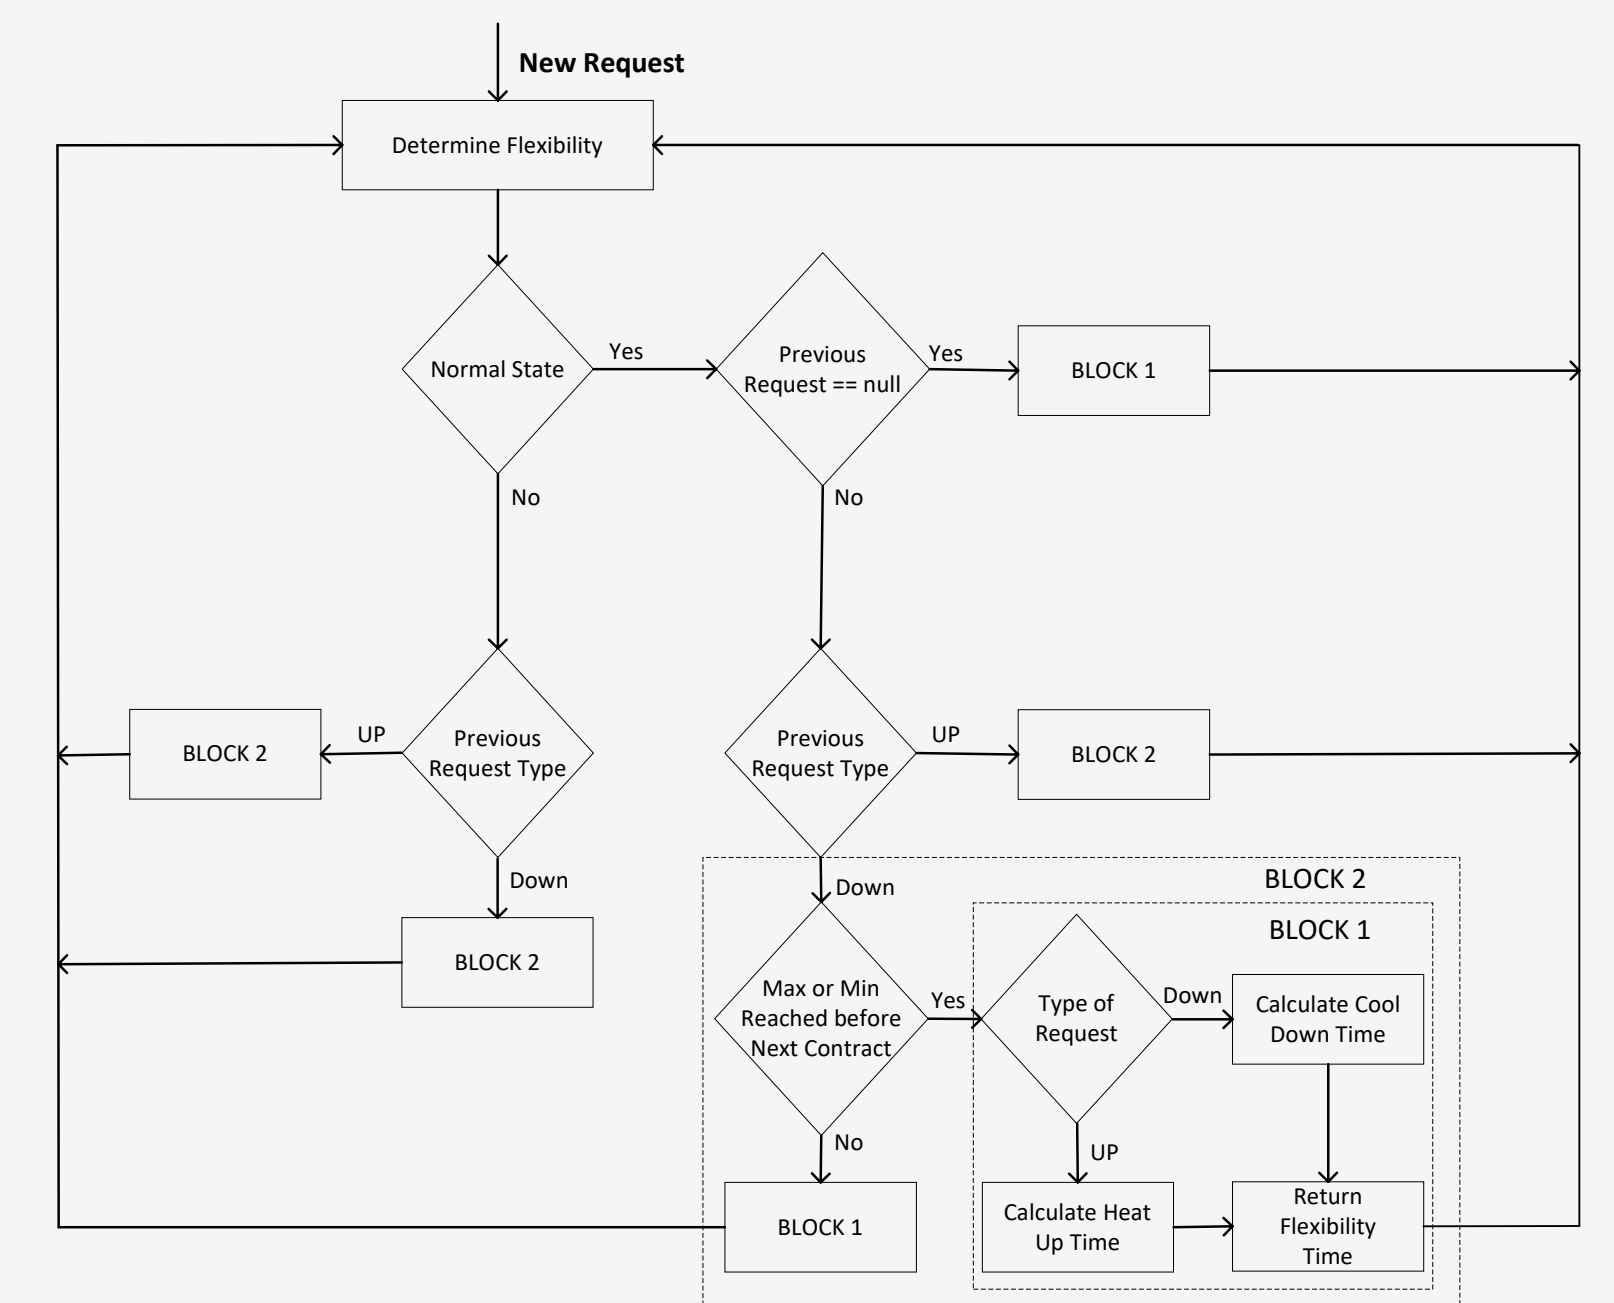 New Request
Determine Flexibility
Normal State
Yes
Previous
Request == null
Yes
BLOCK 1
No
No
BLOCK 2
UP
Previous
Request Type
Previous
Request Type
UP
BLOCK 2
Down
BLOCK 2
Down
BLOCK 2
BLOCK 1
Max or Min
Reached before
Next Contract
Yes
Type of
Request
Down
Calculate Cool
Down Time
No
UP
BLOCK 1
Calculate Heat
Up Time
Return
Flexibility
Time